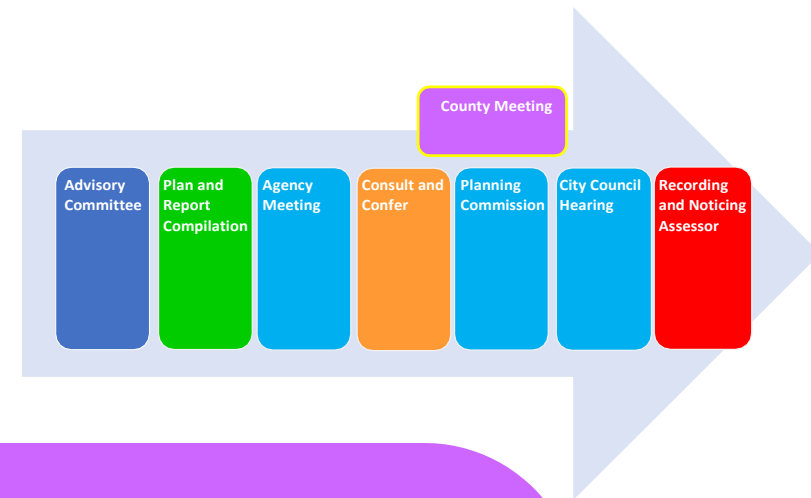 County Meeting
Advisory
Committee
Plan and
Report
Compilation
Agency
Meeting
Consult and
Confer
Planning
Commission
City Council
Hearing
Recording
and Noticing
Assessor